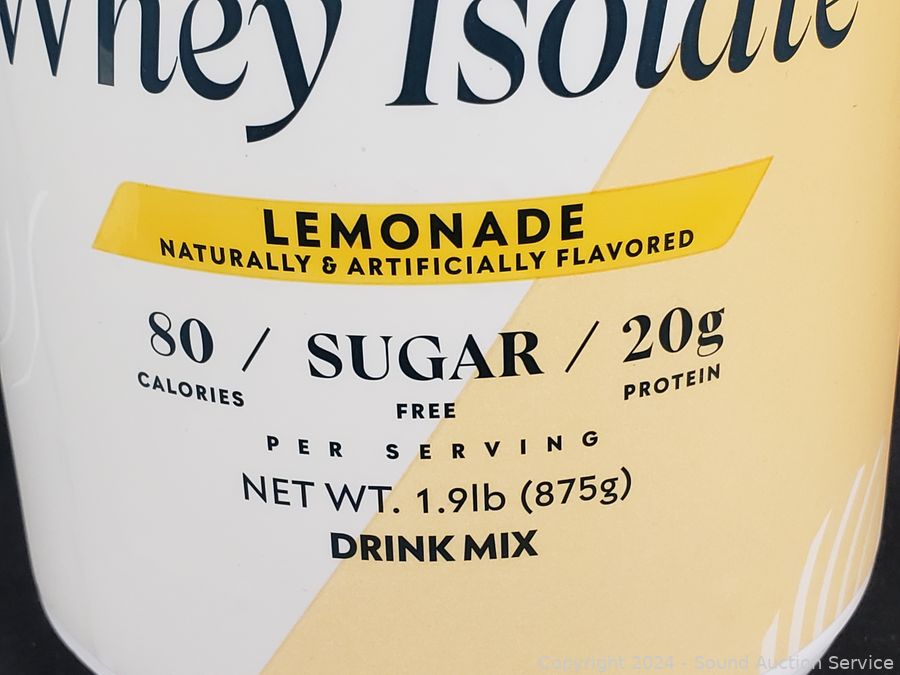 Whey Isolate
LEMONADE
NATURALLY & ARTIFICIALLY FLAVORED
80 / SUGAR / 20g
CALORIES FREE PROTEIN
PER SERVING
NET WT. 1.9lb (875g)
DRINK MIX
Copyright 2024 - Sound Auction Service